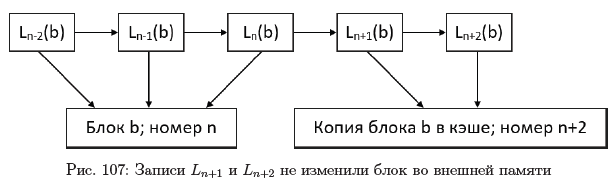 Lₙ₋₂(b) Lₙ₋₁(b) Lₙ(b) Lₙ₊₁(b) Lₙ₊₂(b)
Блок b; номер n Копия блока b в кэше; номер n+2
Рис. 107: Записи Lₙ₊₁ и Lₙ₊₂ не изменили блок во внешней памяти